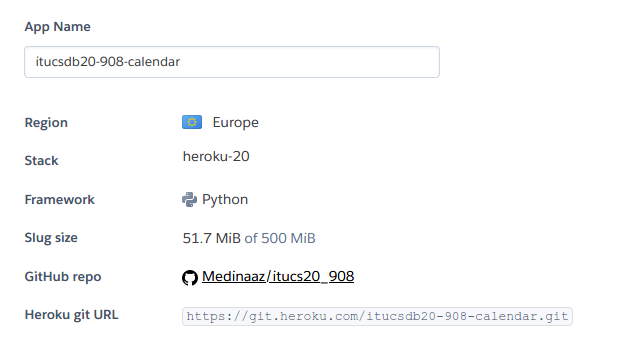 App Name
itucsdb20-908-calendar
Region Europe
Stack heroku-20
Framework Python
Slug size 51.7 MiB of 500 MiB
GitHub repo Medinaaz/itucs20_908
Heroku git URL https://git.heroku.com/itucsdb20-908-calendar.git